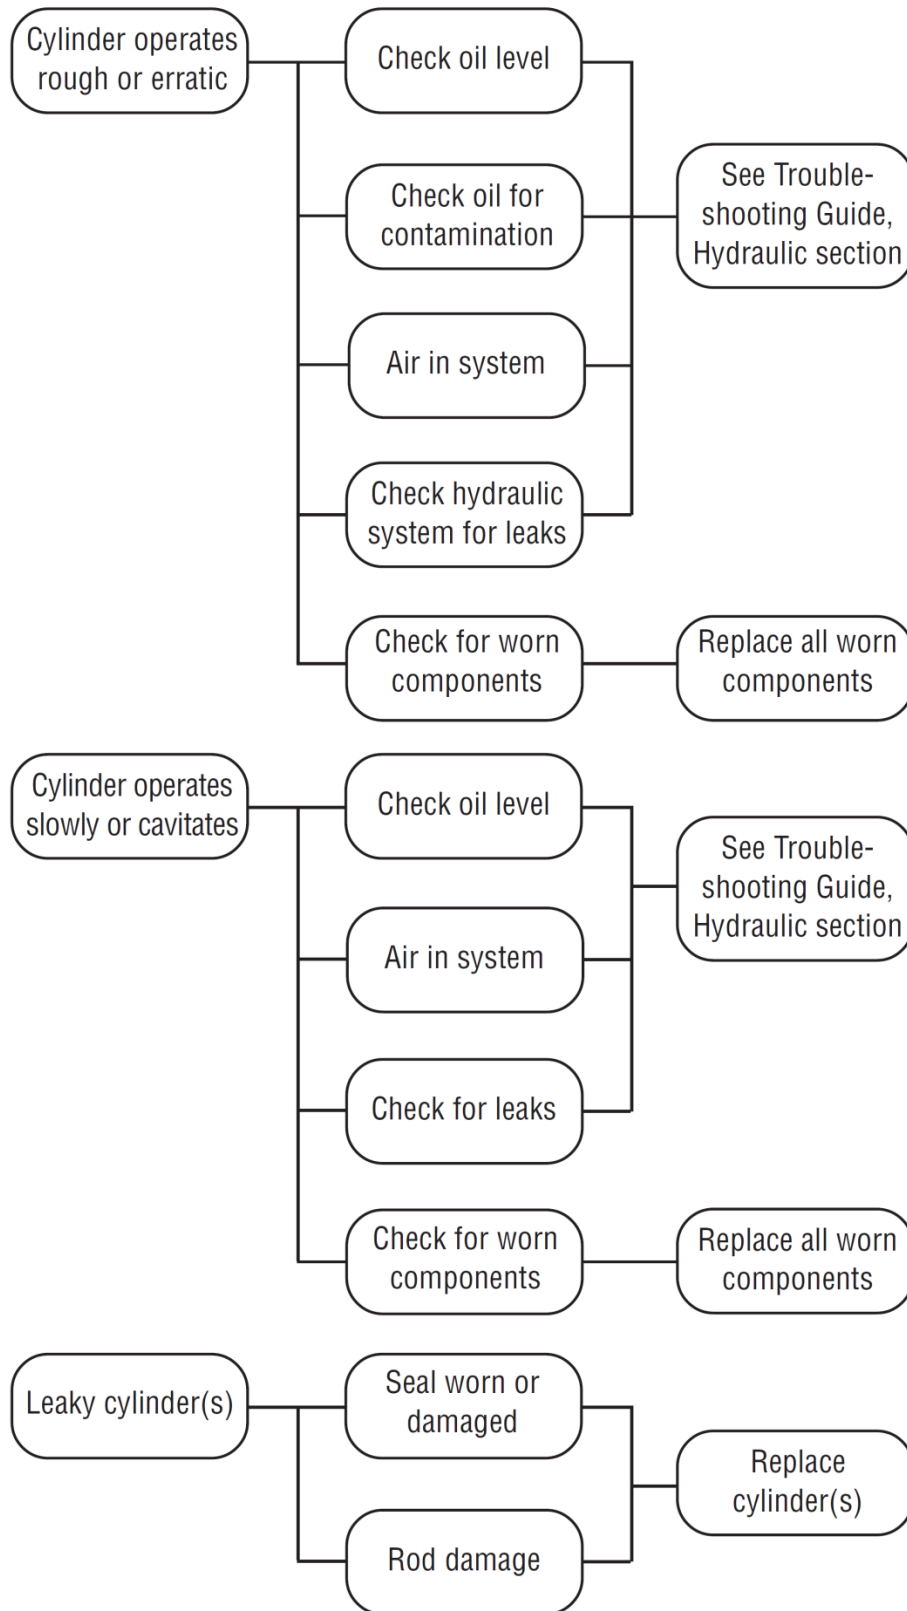 Cylinder operates
rough or erratic
Check oil level
Check oil for
contamination
Air in system
Check hydraulic
system for leaks
See Trouble-
shooting Guide,
Hydraulic section
Check for worn
components
Replace all worn
components
Cylinder operates
slowly or cavitates
Check oil level
Air in system
Check for leaks
See Trouble-
shooting Guide,
Hydraulic section
Check for worn
components
Replace all worn
components
Leaky cylinder(s)
Seal worn or
damaged
Rod damage
Replace
cylinder(s)